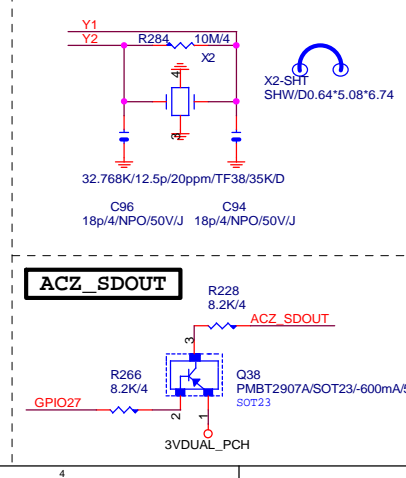 Y1
Y2
R284
10M/4
X2
4
3
X2-SHT
SHW/D0.64*5.08*6.74
32.768K/12.5p/20ppm/TF38/35K/D
C96
C94
18p/4/NPO/50V/J
18p/4/NPO/50V/J
ACZ_SDOUT
R228
8.2K/4
ACZ_SDOUT
3
R266
8.2K/4
Q38
PMBT2907A/SOT23/-600mA/5
SOT23
GPIO27
2
1
3VDUAL_PCH
4